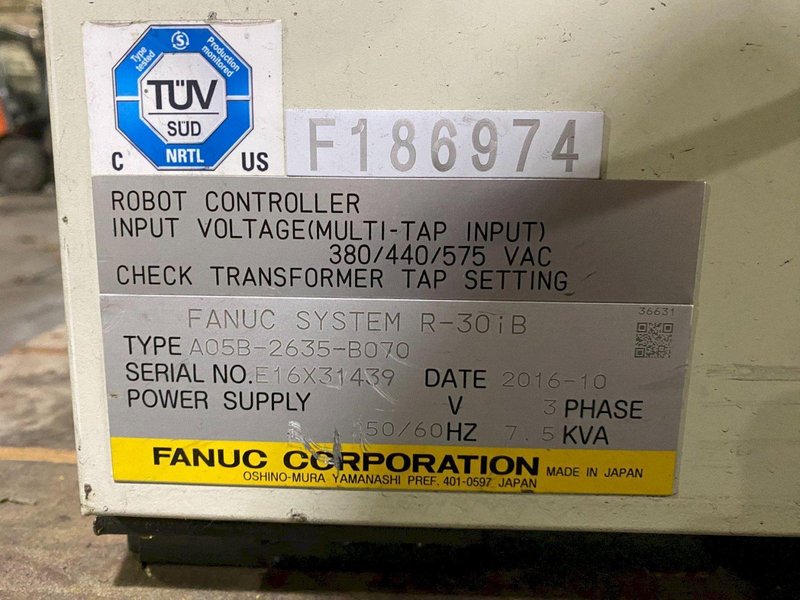 Type tested
S
Production monitored
TÜV
SÜD
NRTL
C US
F186974
ROBOT CONTROLLER
INPUT VOLTAGE(MULTI-TAP INPUT)
380/440/575 VAC
CHECK TRANSFORMER TAP SETTING
36631
FANUC SYSTEM R-30iB
TYPE A05B-2635-B070
SERIAL NO. E16X31439 DATE 2016-10
POWER SUPPLY V 3 PHASE
50/60HZ 7.5KVA
FANUC CORPORATION MADE IN JAPAN
OSHINO-MURA YAMANASHI PREF. 401-0597 JAPAN